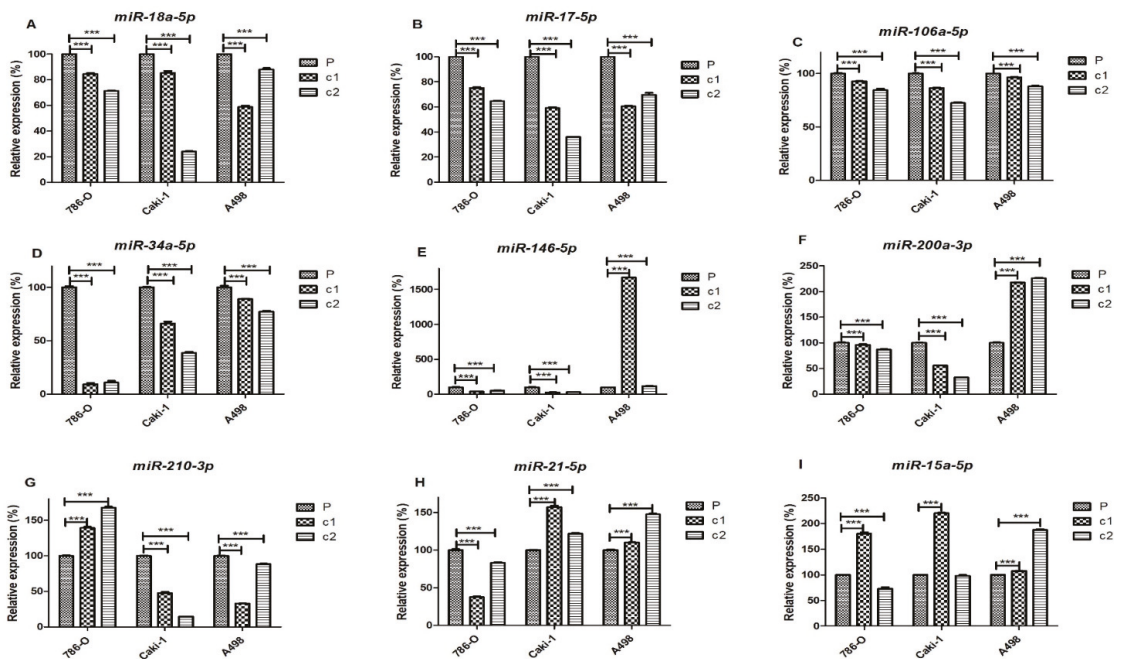 A miR-18a-5p
Relative expression (%)
100
80
60
40
20
0
*** *** ***
*** *** ***
786-O Caki-1 A498
P
c1
c2
B miR-17-5p
Relative expression (%)
100
80
60
40
20
0
*** *** ***
*** *** ***
786-O Caki-1 A498
P
c1
c2
C miR-106a-5p
Relative expression (%)
100
50
0
*** *** ***
*** *** ***
786-O Caki-1 A498
P
c1
c2
D miR-34a-5p
Relative expression (%)
100
50
0
*** *** ***
*** *** ***
786-O Caki-1 A498
P
c1
c2
E miR-146-5p
Relative expression (%)
1500
1000
500
0
*** *** ***
*** *** ***
786-O Caki-1 A498
P
c1
c2
F miR-200a-3p
Relative expression (%)
250
200
150
100
50
0
*** *** ***
*** *** ***
786-O Caki-1 A498
P
c1
c2
G miR-210-3p
Relative expression (%)
150
100
50
0
*** *** ***
*** *** ***
786-O Caki-1 A498
P
c1
c2
H miR-21-5p
Relative expression (%)
150
100
50
0
*** *** ***
*** *** ***
786-O Caki-1 A498
P
c1
c2
I miR-15a-5p
Relative expression (%)
250
200
150
100
50
0
*** ***
*** *** ***
786-O Caki-1 A498
P
c1
c2